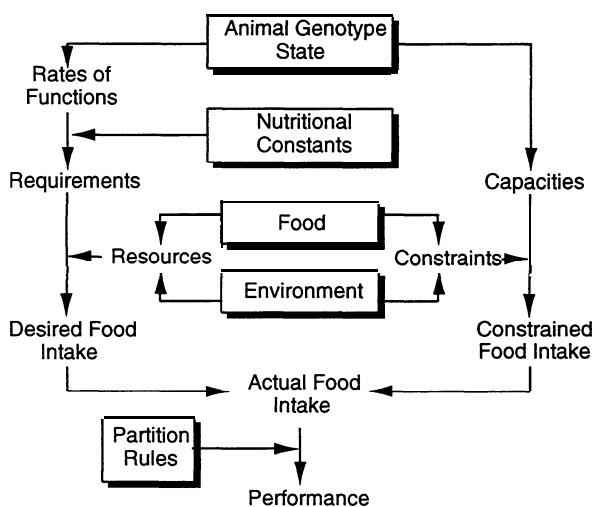 Animal Genotype
State
Rates of
Functions
Nutritional
Constants
Requirements
Capacities
Food
Resources
Constraints
Environment
Desired Food
Intake
Constrained
Food Intake
Actual Food
Intake
Partition
Rules
Performance